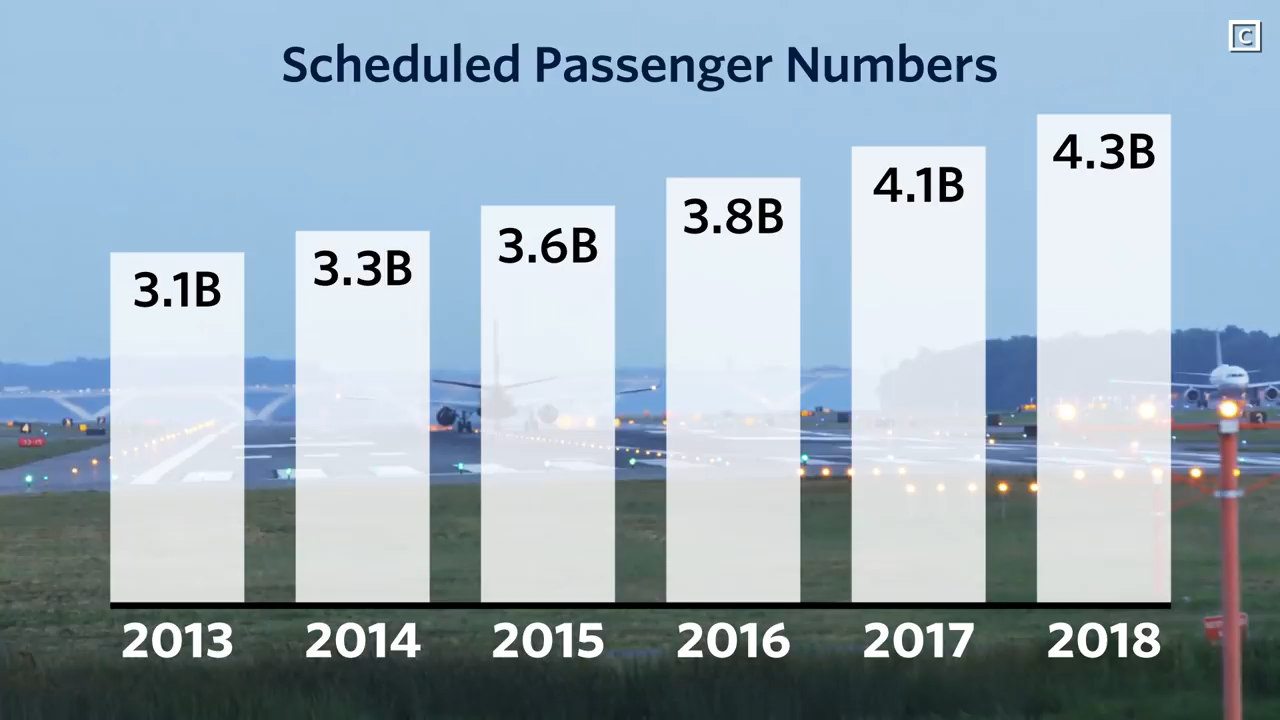 Scheduled Passenger Numbers
C
3.1B
3.3B
3.6B
3.8B
4.1B
4.3B
2013
2014
2015
2016
2017
2018